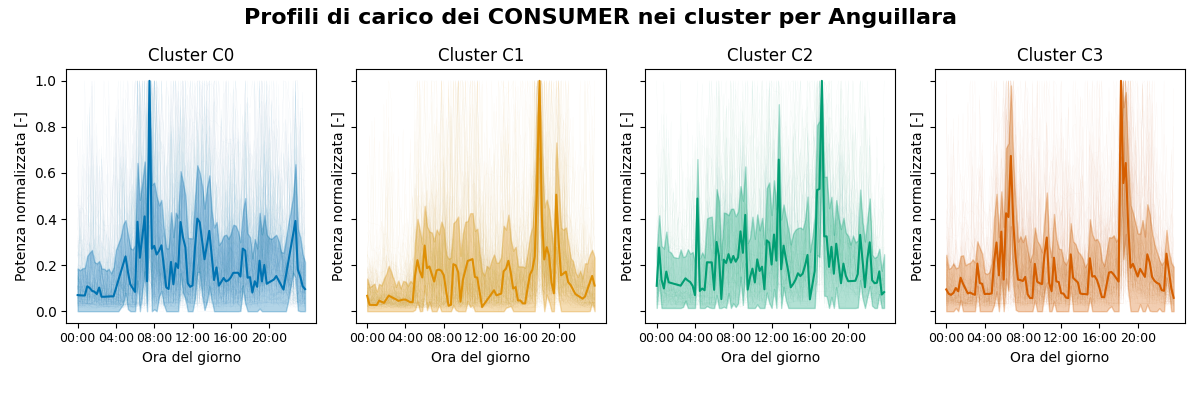 Profili di carico dei CONSUMER nei cluster per Anguillara
Cluster C0
Cluster C1
Cluster C2
Cluster C3
Potenza normalizzata [-]
1.0
0.8
0.6
0.4
0.2
0.0
00:00 04:00 08:00 12:00 16:00 20:00
Ora del giorno
Potenza normalizzata [-]
00:00 04:00 08:00 12:00 16:00 20:00
Ora del giorno
Potenza normalizzata [-]
00:00 04:00 08:00 12:00 16:00 20:00
Ora del giorno
Potenza normalizzata [-]
00:00 04:00 08:00 12:00 16:00 20:00
Ora del giorno